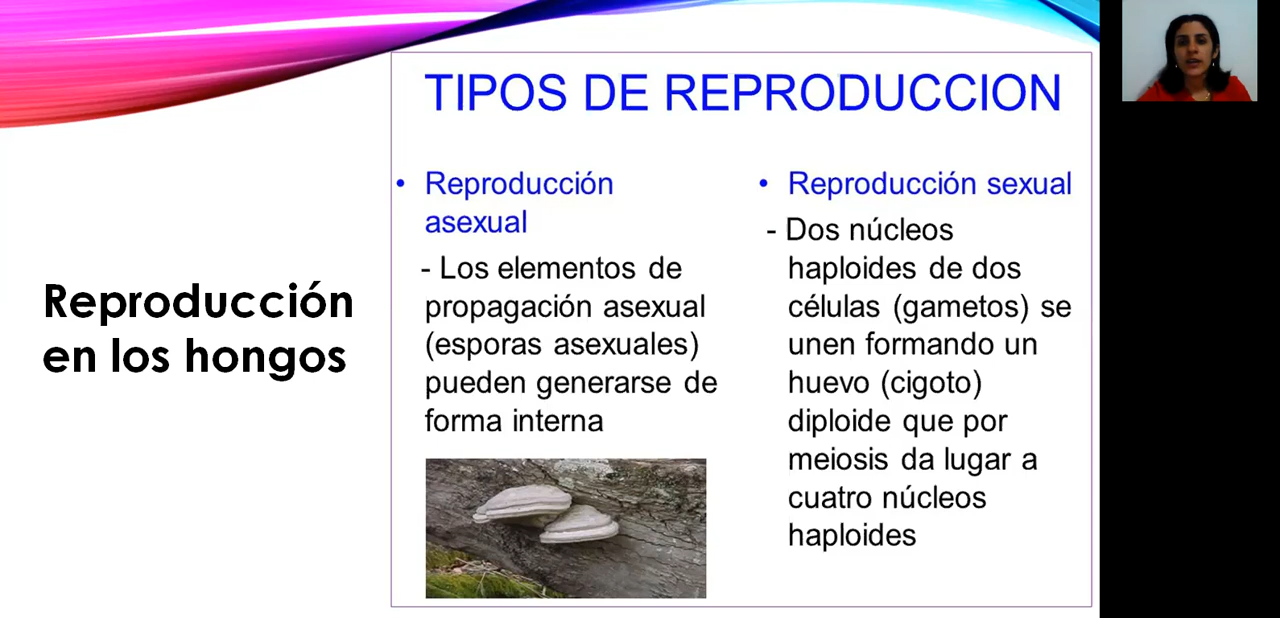 TIPOS DE REPRODUCCION
Reproducción
en los hongos
• Reproducción
asexual
- Los elementos de
propagación asexual
(esporas asexuales)
pueden generarse de
forma interna
• Reproducción sexual
- Dos núcleos
haploides de dos
células (gametos) se
unen formando un
huevo (cigoto)
diploide que por
meiosis da lugar a
cuatro núcleos
haploides